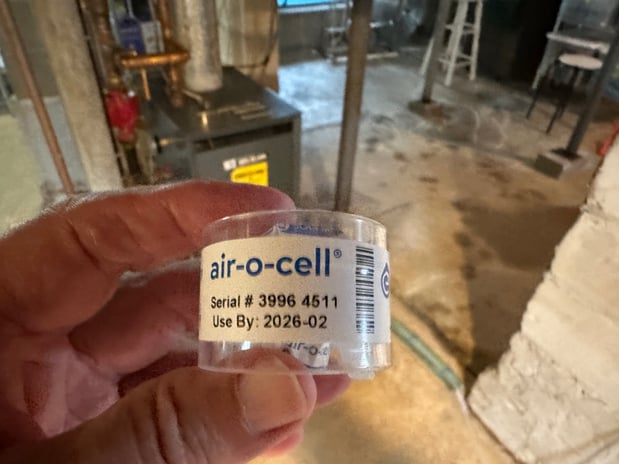 air-o-cell®
Serial # 3996 4511
Use By: 2026-02